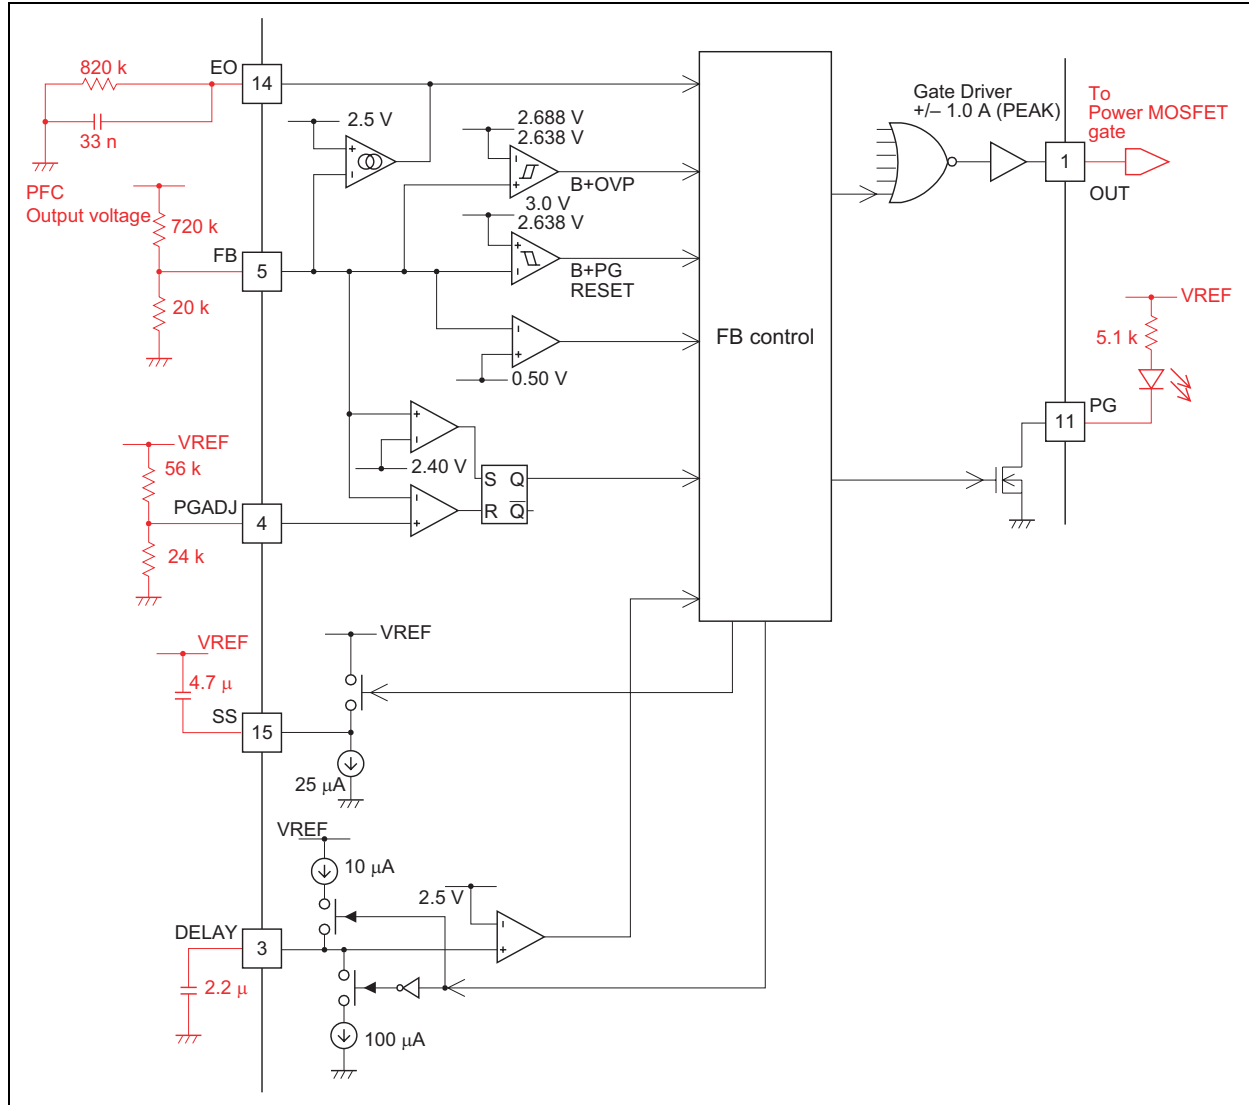 820 k
EO
14
33 n
2.5 V
2.688 V
2.638 V
B+OVP
PFC
Output voltage
720 k
FB
5
20 k
3.0 V
2.638 V
B+PG
RESET
0.50 V
FB control
Gate Driver
+/– 1.0 A (PEAK)
To
Power MOSFET
gate
1
OUT
VREF
5.1 k
PG
11
VREF
56 k
PGADJ
4
24 k
2.40 V
S Q
R Q
VREF
4.7 μ
SS
15
VREF
25 μA
VREF
10 μA
2.5 V
DELAY
3
2.2 μ
100 μA